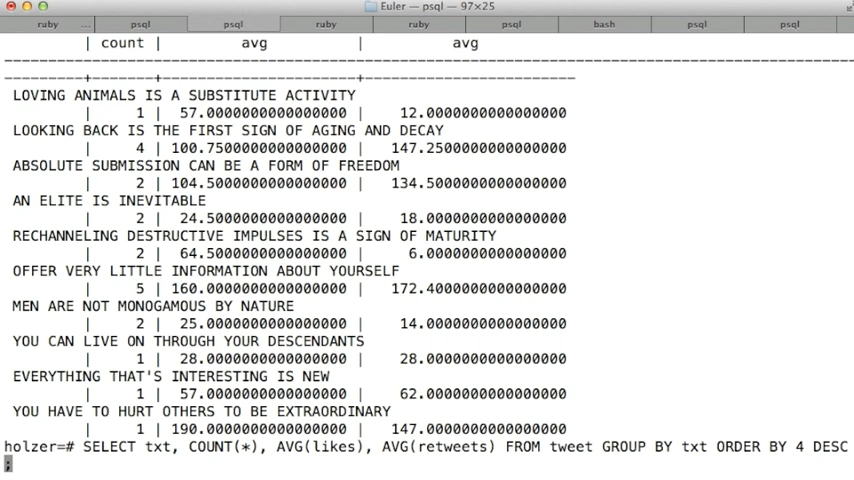 Euler — psql — 97×25
ruby ... psql psql ruby ruby psql bash psql psql
| count | avg | avg
---------+-------+----------------------+------------------------
LOVING ANIMALS IS A SUBSTITUTE ACTIVITY
| 1 | 57.0000000000000000 | 12.0000000000000000
LOOKING BACK IS THE FIRST SIGN OF AGING AND DECAY
| 4 | 100.7500000000000000 | 147.2500000000000000
ABSOLUTE SUBMISSION CAN BE A FORM OF FREEDOM
| 2 | 104.5000000000000000 | 134.5000000000000000
AN ELITE IS INEVITABLE
| 2 | 24.5000000000000000 | 18.0000000000000000
RECHANNELING DESTRUCTIVE IMPULSES IS A SIGN OF MATURITY
| 2 | 64.5000000000000000 | 6.0000000000000000
OFFER VERY LITTLE INFORMATION ABOUT YOURSELF
| 5 | 160.0000000000000000 | 172.4000000000000000
MEN ARE NOT MONOGAMOUS BY NATURE
| 2 | 25.0000000000000000 | 14.0000000000000000
YOU CAN LIVE ON THROUGH YOUR DESCENDANTS
| 1 | 28.0000000000000000 | 28.0000000000000000
EVERYTHING THAT'S INTERESTING IS NEW
| 1 | 57.0000000000000000 | 62.0000000000000000
YOU HAVE TO HURT OTHERS TO BE EXTRAORDINARY
| 1 | 190.0000000000000000 | 147.0000000000000000
holzer=# SELECT txt, COUNT(*), AVG(likes), AVG(retweets) FROM tweet GROUP BY txt ORDER BY 4 DESC
;